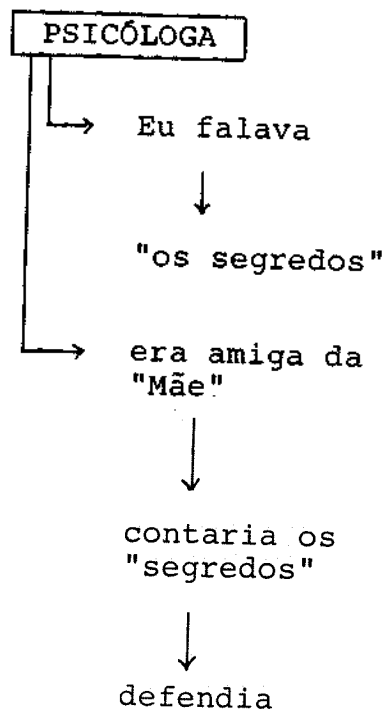 PSICÓLOGA
Eu falava
"os segredos"
era amiga da
"Mãe"
contaria os
"segredos"
defendia